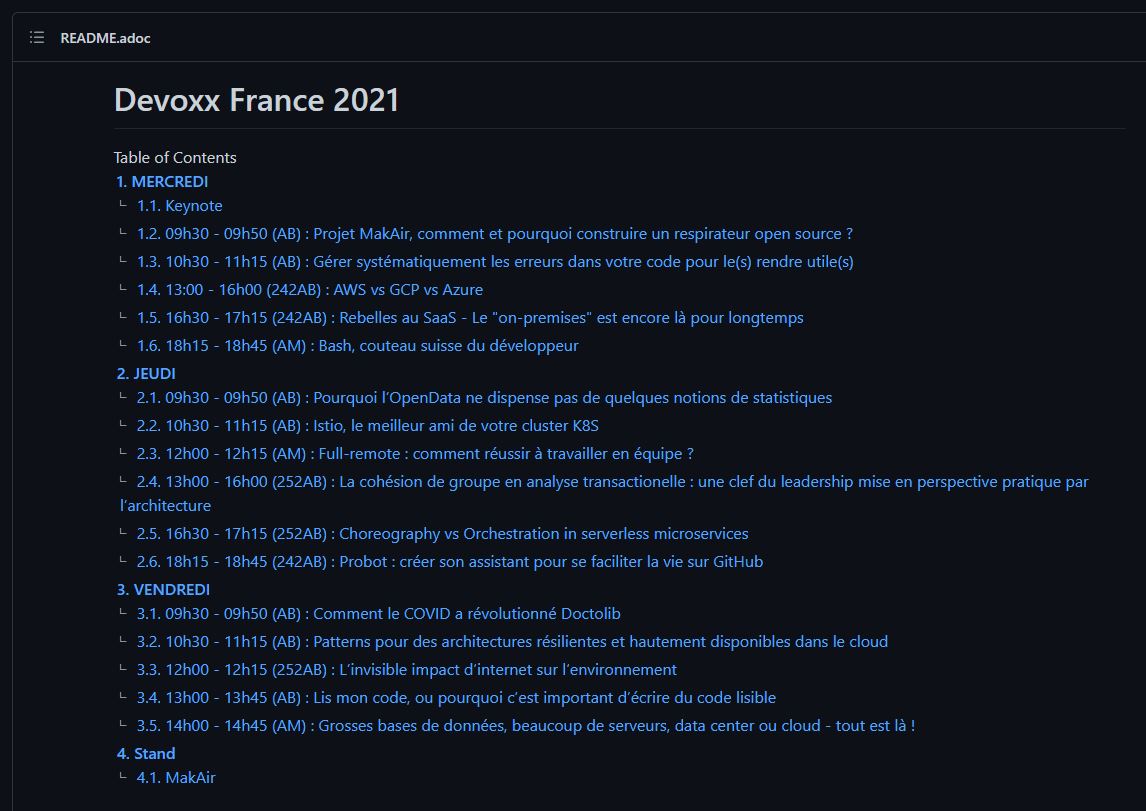 README.adoc
Devoxx France 2021
Table of Contents
1. MERCREDI
1.1. Keynote
1.2. 09h30 - 09h50 (AB) : Projet MakAir, comment et pourquoi construire un respirateur open source ?
1.3. 10h30 - 11h15 (AB) : Gérer systématiquement les erreurs dans votre code pour le(s) rendre utile(s)
1.4. 13:00 - 16h00 (242AB) : AWS vs GCP vs Azure
1.5. 16h30 - 17h15 (242AB) : Rebelles au SaaS - Le "on-premises" est encore là pour longtemps
1.6. 18h15 - 18h45 (AM) : Bash, couteau suisse du développeur
2. JEUDI
2.1. 09h30 - 09h50 (AB) : Pourquoi l’OpenData ne dispense pas de quelques notions de statistiques
2.2. 10h30 - 11h15 (AB) : Istio, le meilleur ami de votre cluster K8S
2.3. 12h00 - 12h15 (AM) : Full-remote : comment réussir à travailler en équipe ?
2.4. 13h00 - 16h00 (252AB) : La cohésion de groupe en analyse transactionelle : une clef du leadership mise en perspective pratique par
l’architecture
2.5. 16h30 - 17h15 (252AB) : Choreography vs Orchestration in serverless microservices
2.6. 18h15 - 18h45 (242AB) : Probot : créer son assistant pour se faciliter la vie sur GitHub
3. VENDREDI
3.1. 09h30 - 09h50 (AB) : Comment le COVID a révolutionné Doctolib
3.2. 10h30 - 11h15 (AB) : Patterns pour des architectures résilientes et hautement disponibles dans le cloud
3.3. 12h00 - 12h15 (252AB) : L’invisible impact d’internet sur l’environnement
3.4. 13h00 - 13h45 (AB) : Lis mon code, ou pourquoi c’est important d’écrire du code lisible
3.5. 14h00 - 14h45 (AM) : Grosses bases de données, beaucoup de serveurs, data center ou cloud - tout est là !
4. Stand
4.1. MakAir